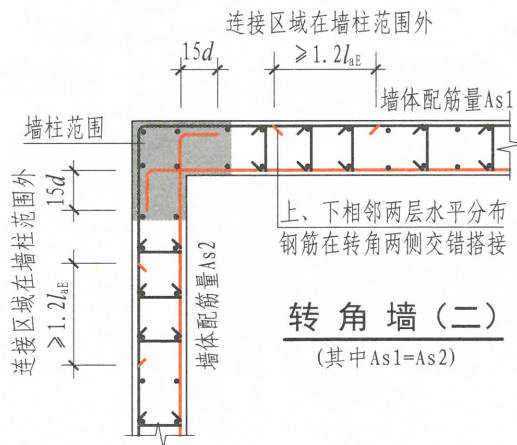 连接区域在墙柱范围外
15d
≥1.2laE
墙体配筋量As1
墙柱范围
15d
连接区域在墙柱范围外
≥1.2laE
墙体配筋量As2
上、下相邻两层水平分布
钢筋在转角两侧交错搭接
转角墙（二）
(其中As1=As2)